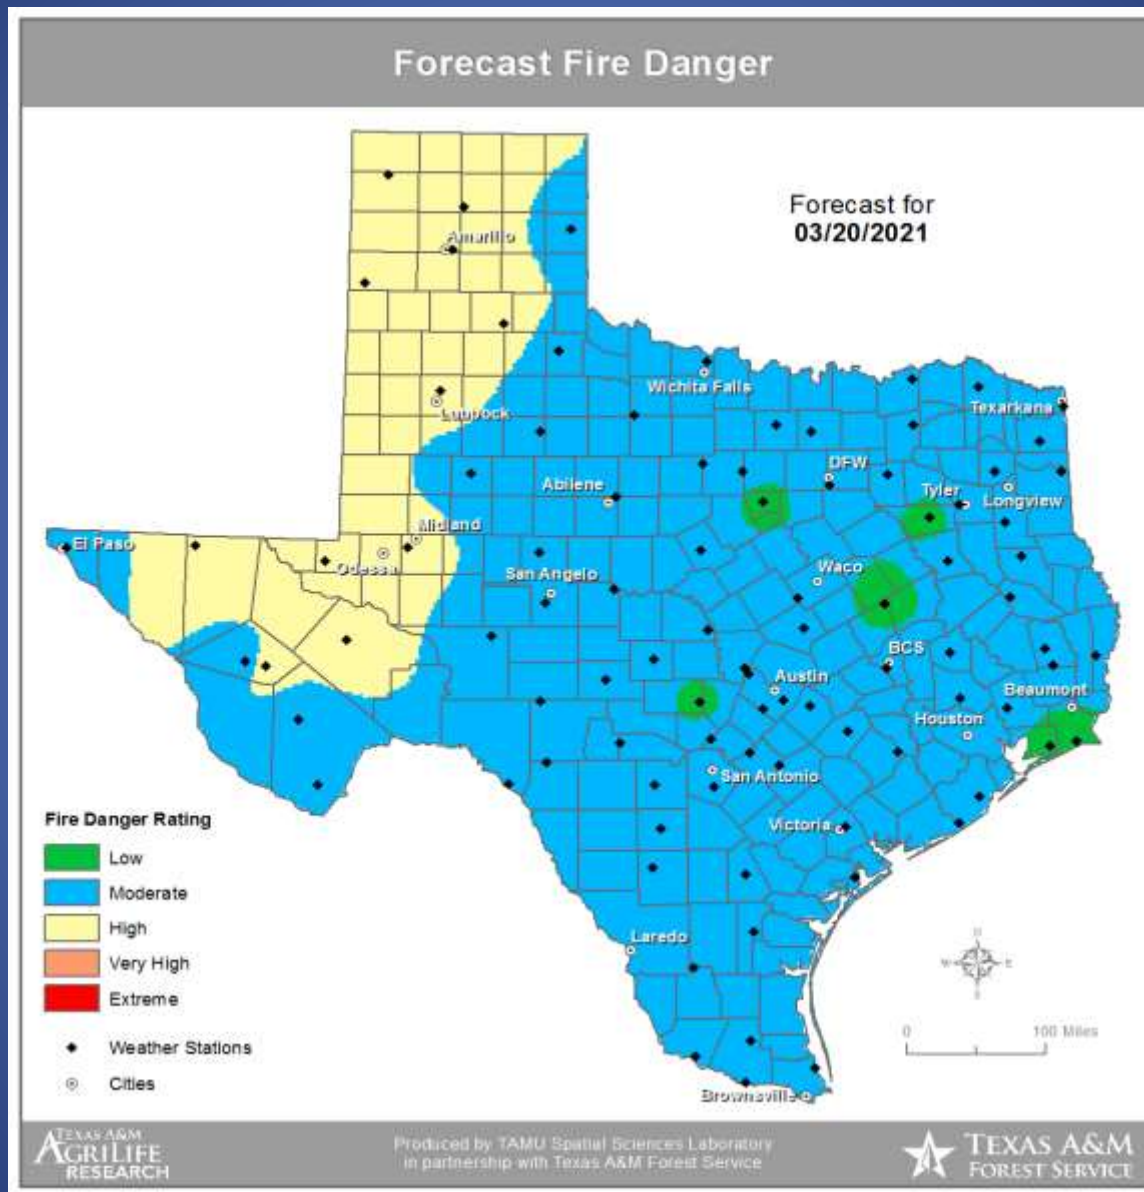 Forecast Fire Danger
Forecast for
03/20/2021
Amarillo
Lubbock
Wichita Falls
Texarkana
DFW
Abilene
Tyler
Longview
Midland
El Paso
Odessa
San Angelo
Waco
BCS
Austin
Beaumont
Houston
San Antonio
Victoria
Laredo
Brownsville
Fire Danger Rating
Low
Moderate
High
Very High
Extreme
Weather Stations
Cities
N
W E
S
0 100 Miles
TEXAS A&M
AGRILIFE
RESEARCH
Produced by TAMU Spatial Sciences Laboratory
in partnership with Texas A&M Forest Service
TEXAS A&M
FOREST SERVICE